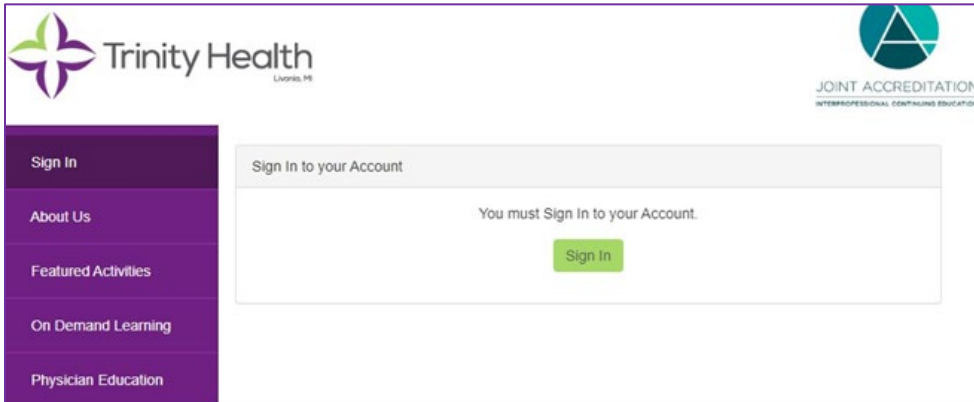 Trinity Health
Livonia, MI
JOINT ACCREDITATION
INTERPROFESSIONAL CONTINUING EDUCATION
Sign In
About Us
Featured Activities
On Demand Learning
Physician Education
Sign In to your Account
You must Sign In to your Account.
Sign In